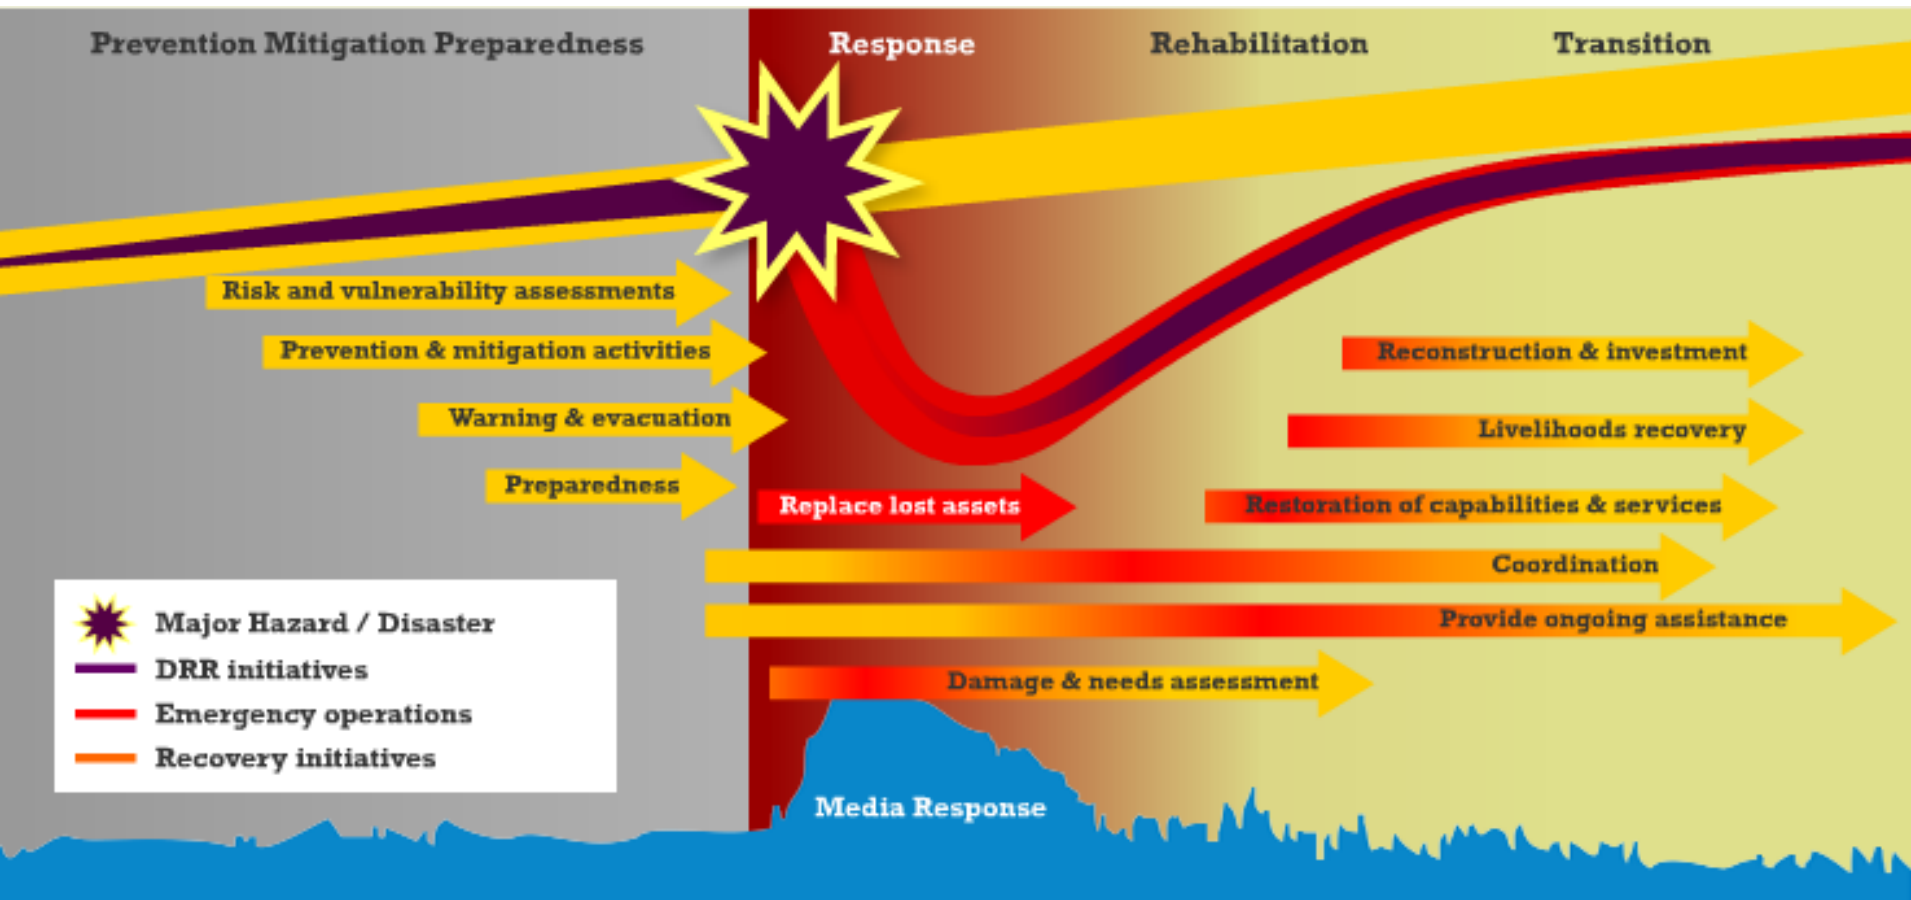 Prevention Mitigation Preparedness
Response
Rehabilitation
Transition
Risk and vulnerability assessments
Prevention & mitigation activities
Warning & evacuation
Preparedness
Replace lost assets
Reconstruction & investment
Livelihoods recovery
Restoration of capabilities & services
Coordination
Provide ongoing assistance
Damage & needs assessment
Major Hazard / Disaster
DRR initiatives
Emergency operations
Recovery initiatives
Media Response